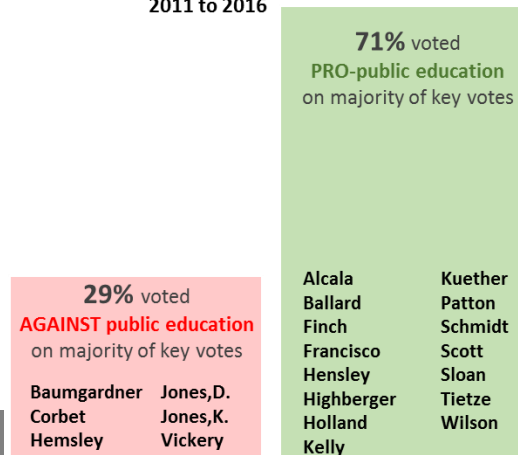 2011 to 2016
71% voted
PRO-public education
on majority of key votes
Alcala Kuether
Ballard Patton
Finch Schmidt
Francisco Scott
Hensley Sloan
Highberger Tietze
Holland Wilson
Kelly
29% voted
AGAINST public education
on majority of key votes
Baumgardner Jones,D.
Corbet Jones,K.
Hemsley Vickery